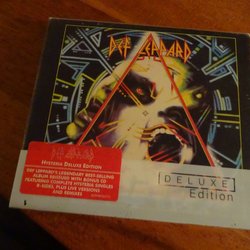 DEF LEPPARD
[DELUXE]
Edition
HYSTERIA DELUXE EDITION
DEF LEPPARD'S LEGENDARY BEST-SELLING
ALBUM REISSUED WITH BONUS CD
FEATURING COMPLETE HYSTERIA SINGLES
B-SIDES, PLUS LIVE VERSIONS
AND REMIXES